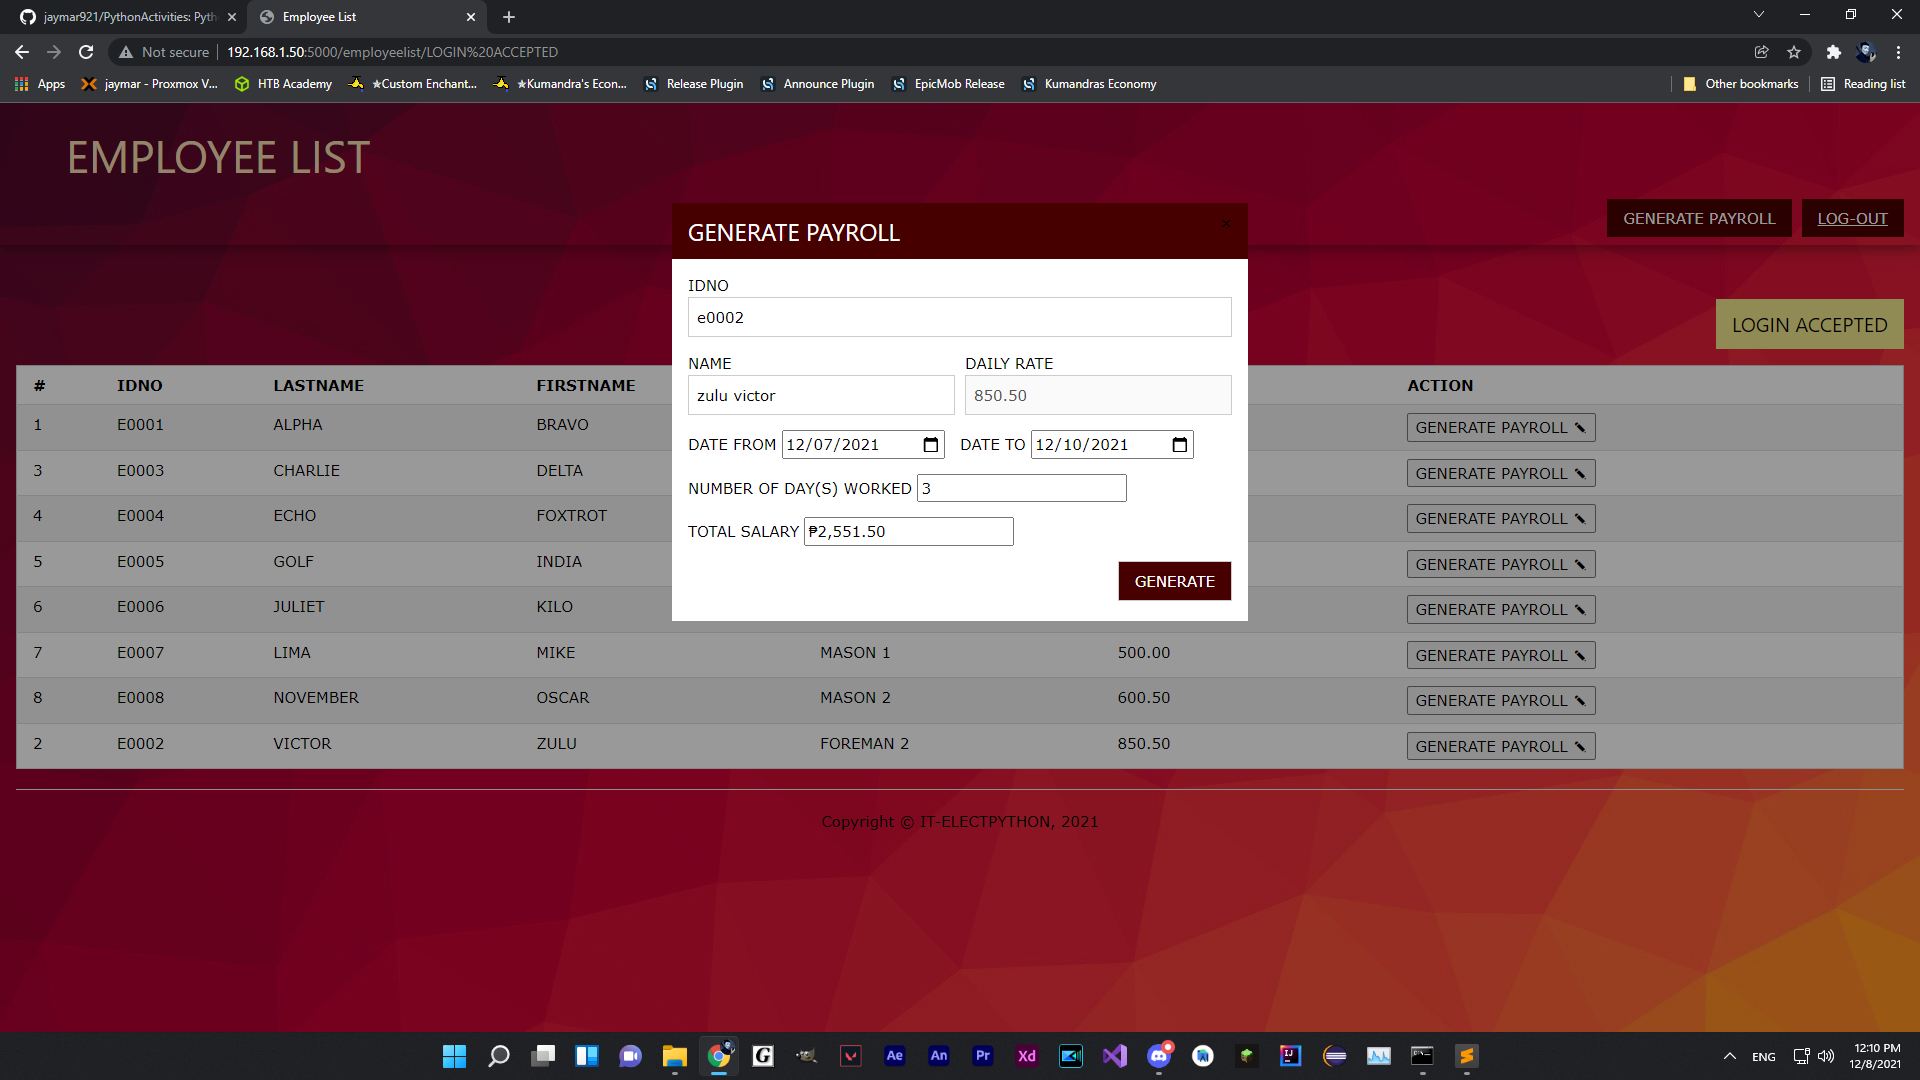 jaymar921/PythonActivities: Pyth
Employee List
Not secure
192.168.1.50:5000/employeelist/LOGIN%20ACCEPTED
Apps
jaymar - Proxmox V...
HTB Academy
★Custom Enchant...
★Kumandra's Econ...
Release Plugin
Announce Plugin
EpicMob Release
Kumandras Economy
Other bookmarks
Reading list
EMPLOYEE LIST
GENERATE PAYROLL
LOG-OUT
LOGIN ACCEPTED
GENERATE PAYROLL
×
IDNO
e0002
NAME
DAILY RATE
zulu victor
850.50
DATE FROM 12/07/2021 DATE TO 12/10/2021
NUMBER OF DAY(S) WORKED 3
TOTAL SALARY ₱2,551.50
GENERATE
# IDNO LASTNAME FIRSTNAME ACTION
1 E0001 ALPHA BRAVO GENERATE PAYROLL
3 E0003 CHARLIE DELTA GENERATE PAYROLL
4 E0004 ECHO FOXTROT GENERATE PAYROLL
5 E0005 GOLF INDIA GENERATE PAYROLL
6 E0006 JULIET KILO GENERATE PAYROLL
7 E0007 LIMA MIKE MASON 1 500.00 GENERATE PAYROLL
8 E0008 NOVEMBER OSCAR MASON 2 600.50 GENERATE PAYROLL
2 E0002 VICTOR ZULU FOREMAN 2 850.50 GENERATE PAYROLL
Copyright © IT-ELECTPYTHON, 2021
G
Ae
An
Pr
Xd
IJ
ENG
12:10 PM
12/8/2021